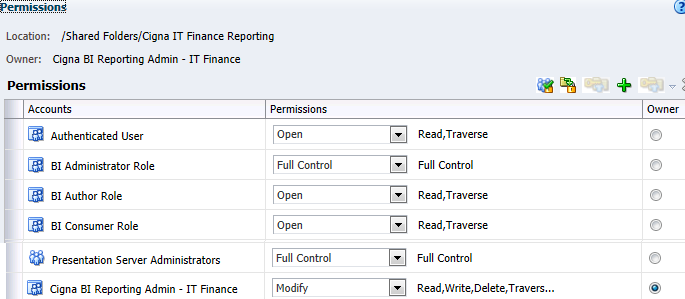 Permissions
Location: /Shared Folders/Cigna IT Finance Reporting
Owner: Cigna BI Reporting Admin - IT Finance
Permissions
Accounts Permissions Owner
Authenticated User Open Read,Traverse
BI Administrator Role Full Control Full Control
BI Author Role Open Read,Traverse
BI Consumer Role Open Read,Traverse
Presentation Server Administrators Full Control Full Control
Cigna BI Reporting Admin - IT Finance Modify Read,Write,Delete,Travers...